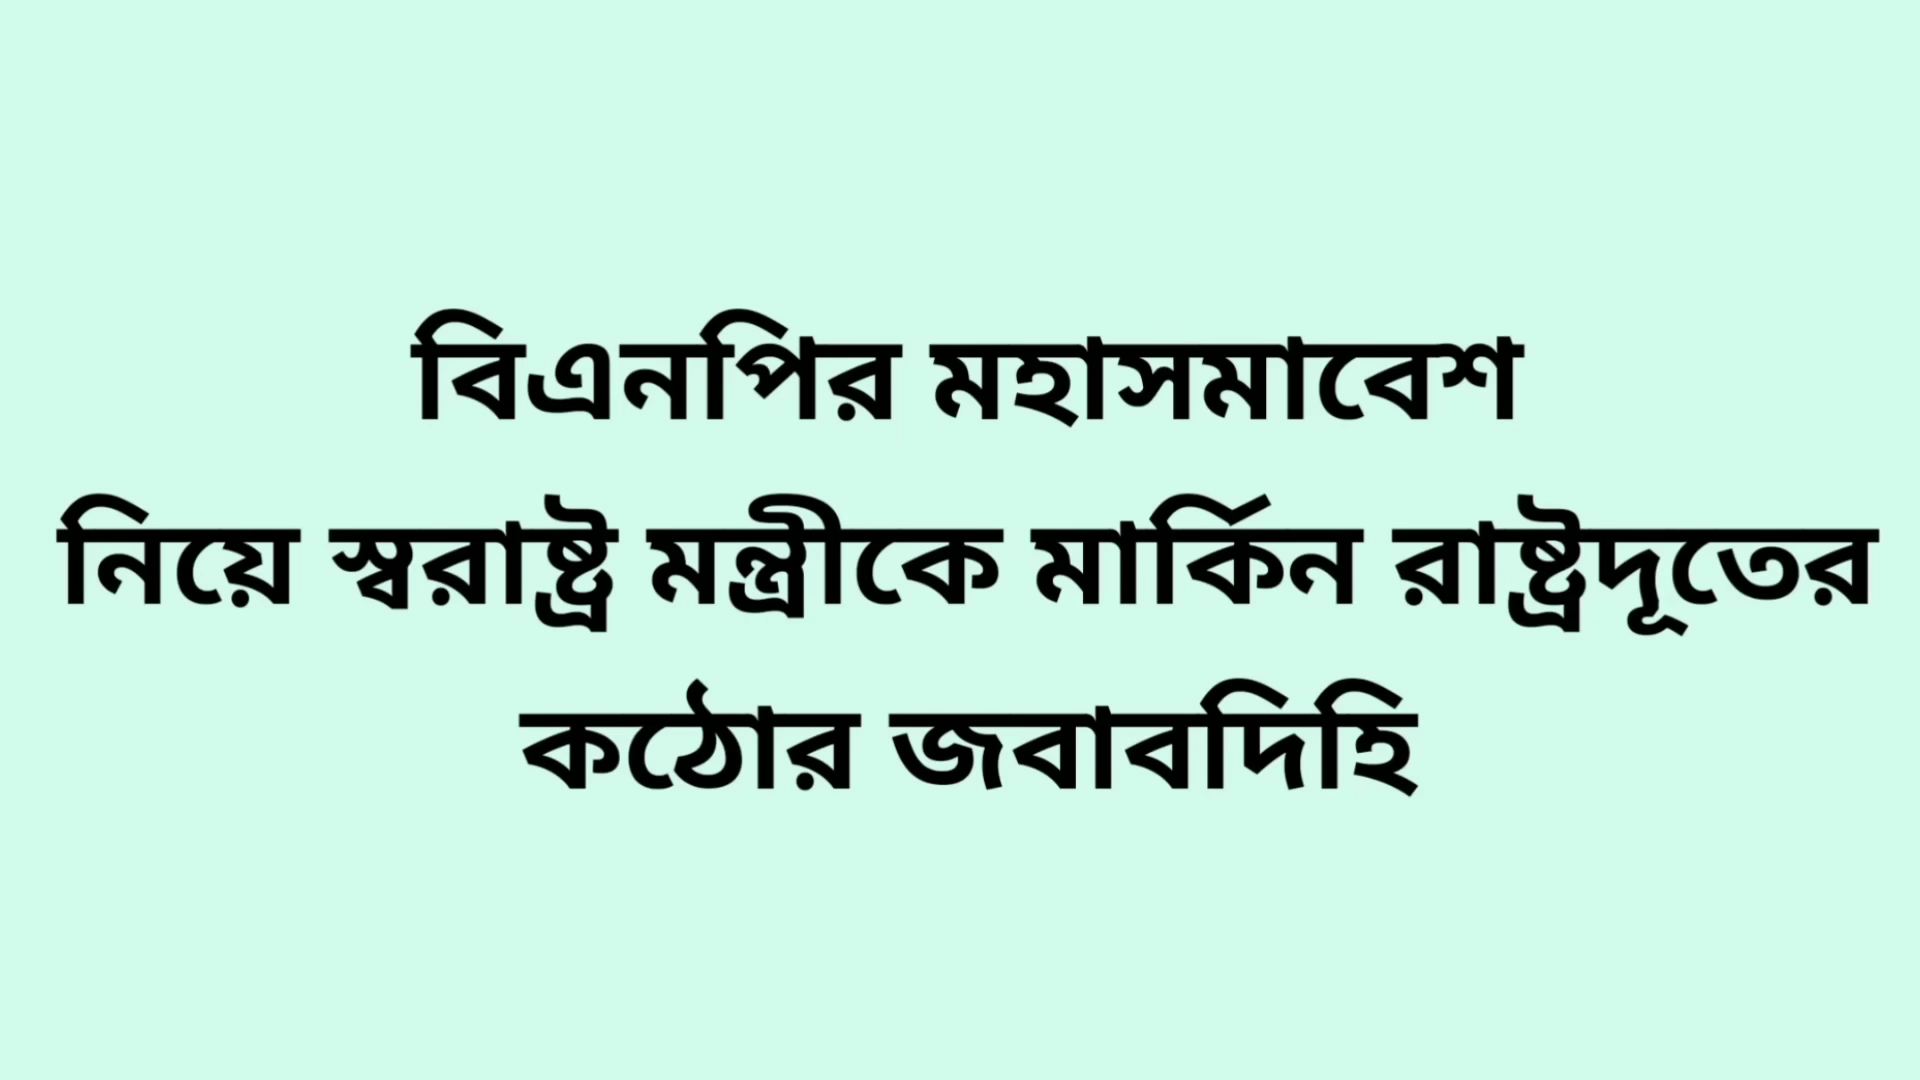 বিএনপির মহাসমাবেশ
নিয়ে স্বরাষ্ট্র মন্ত্রীকে মার্কিন রাষ্ট্রদূতের
কঠোর জবাবদিহি